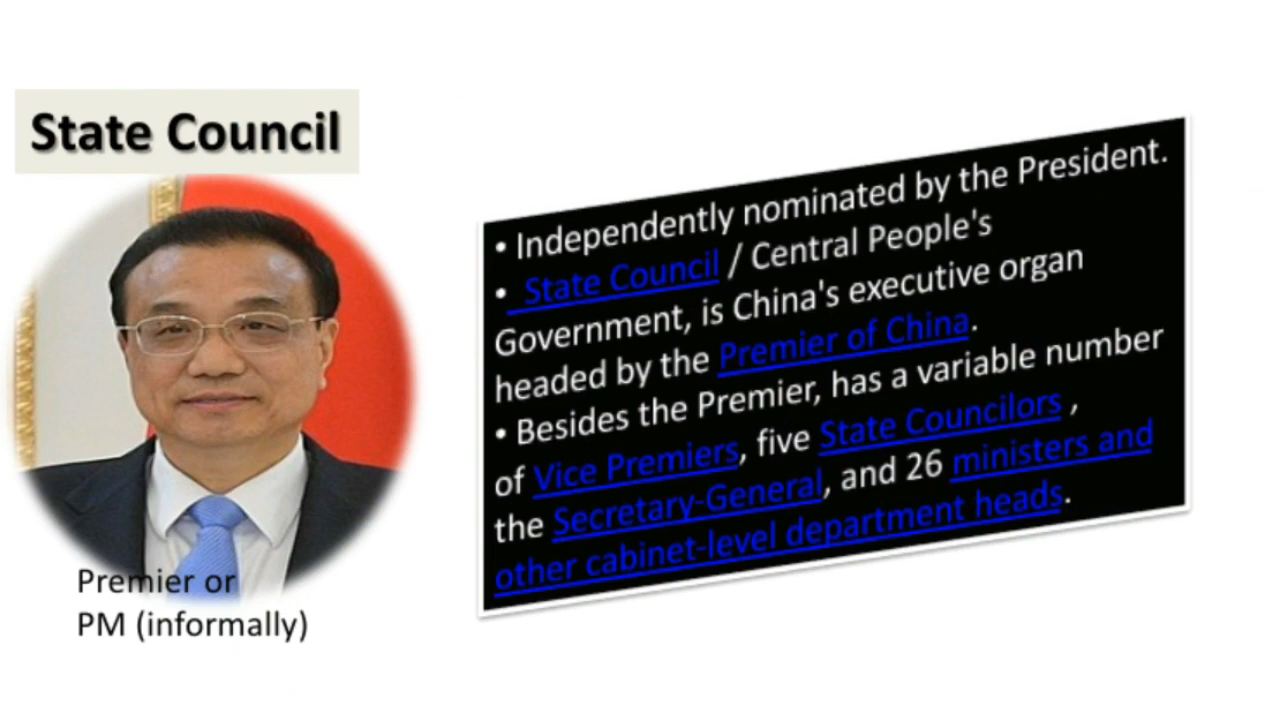 State Council
Premier or
PM (informally)
• Independently nominated by the President.
• State Council / Central People's
Government, is China's executive organ
headed by the Premier of China.
• Besides the Premier, has a variable number
of Vice Premiers, five State Councilors ,
the Secretary-General, and 26 ministers and
other cabinet-level department heads.